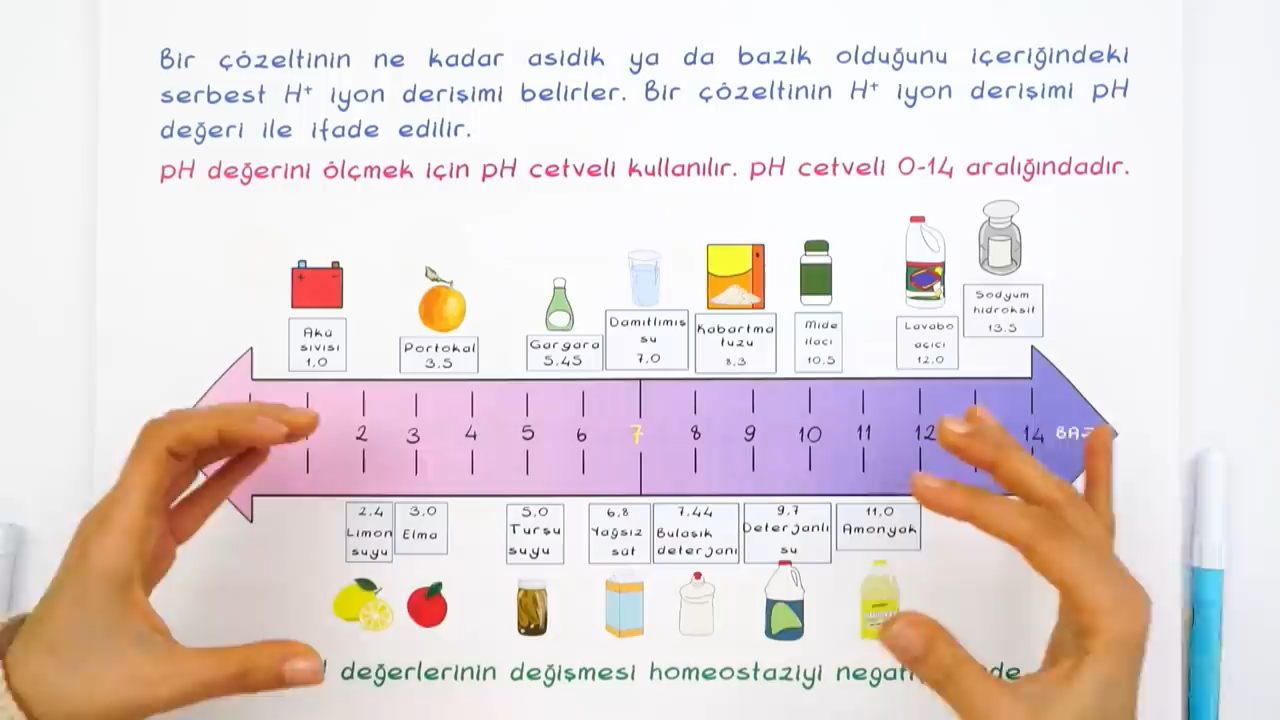 Bir çözeltinin ne kadar asidik ya da bazik olduğunu içeriğindeki
serbest H⁺ iyon derişimi belirler. Bir çözeltinin H⁺ iyon derişimi pH
değeri ile ifade edilir.
pH değerini ölçmek için pH cetveli kullanılır. pH cetveli 0-14 aralığındadır.
Akü
sıvısı
1,0
Portakal
3.5
Gargara
5.45
Damıtılmış
su
7.0
Kabartma
tuzu
8,3
Mide
ilacı
10.5
Lavabo
açıcı
12.0
Sodyum
hidroksit
13.5
2 3 4 5 6 7 8 9 10 11 12 14
2.4
Limon
suyu
3.0
Elma
5.0
Turşu
suyu
6.8
Yağsız
süt
7.44
Bulaşık
deterjanı
9.7
Deterjanlı
su
11.0
Amonyak
değerlerinin değişmesi homeostaziyi